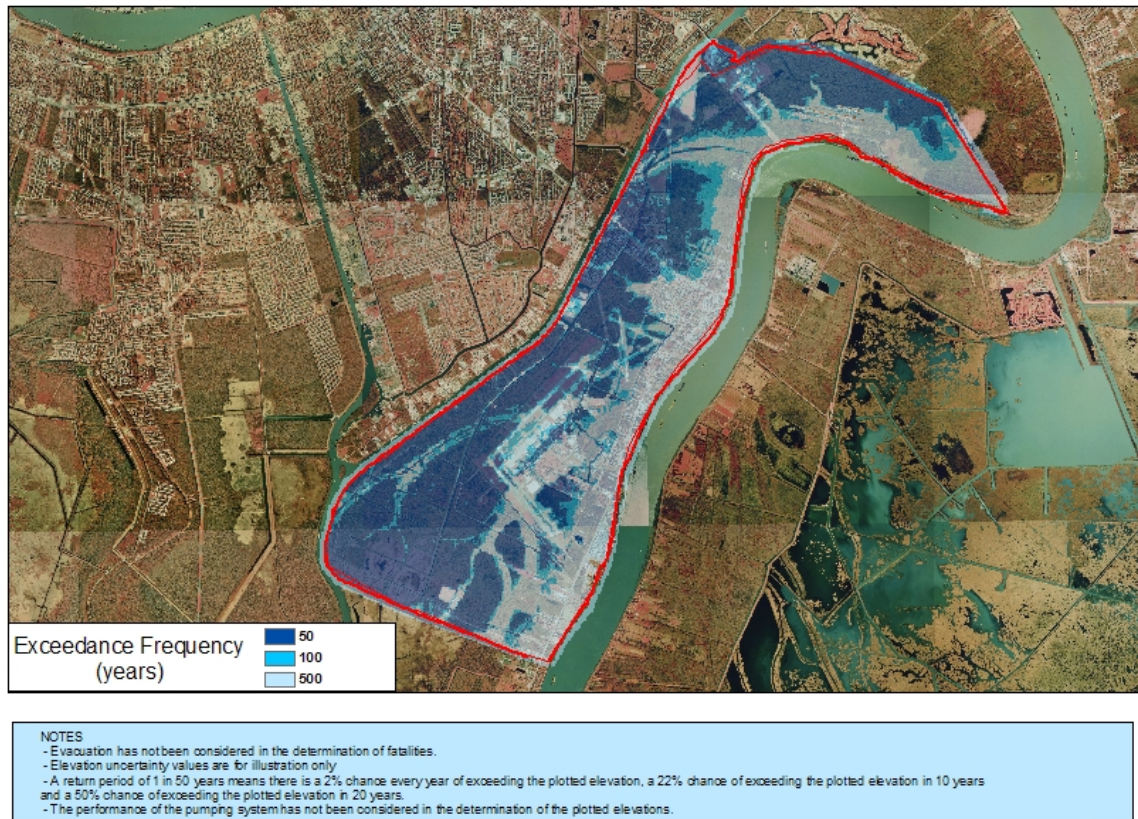 Exceedance Frequency
(years)
50
100
500
NOTES
- Evacuation has not been considered in the determination of fatalities.
- Elevation uncertainty values are for illustration only
- A return period of 1 in 50 years means there is a 2% chance every year of exceeding the plotted elevation, a 22% chance of exceeding the plotted elevation in 10 years
and a 50% chance of exceeding the plotted elevation in 20 years.
- The performance of the pumping system has not been considered in the determination of the plotted elevations.